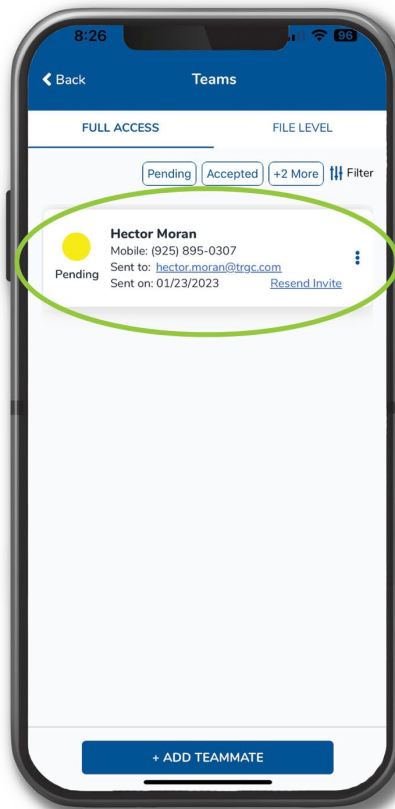 8:26 96
Back Teams
FULL ACCESS FILE LEVEL
Pending Accepted +2 More Filter
Hector Moran
Mobile: (925) 895-0307
Sent to: hector.moran@trgc.com
Pending
Sent on: 01/23/2023 Resend Invite
+ ADD TEAMMATE